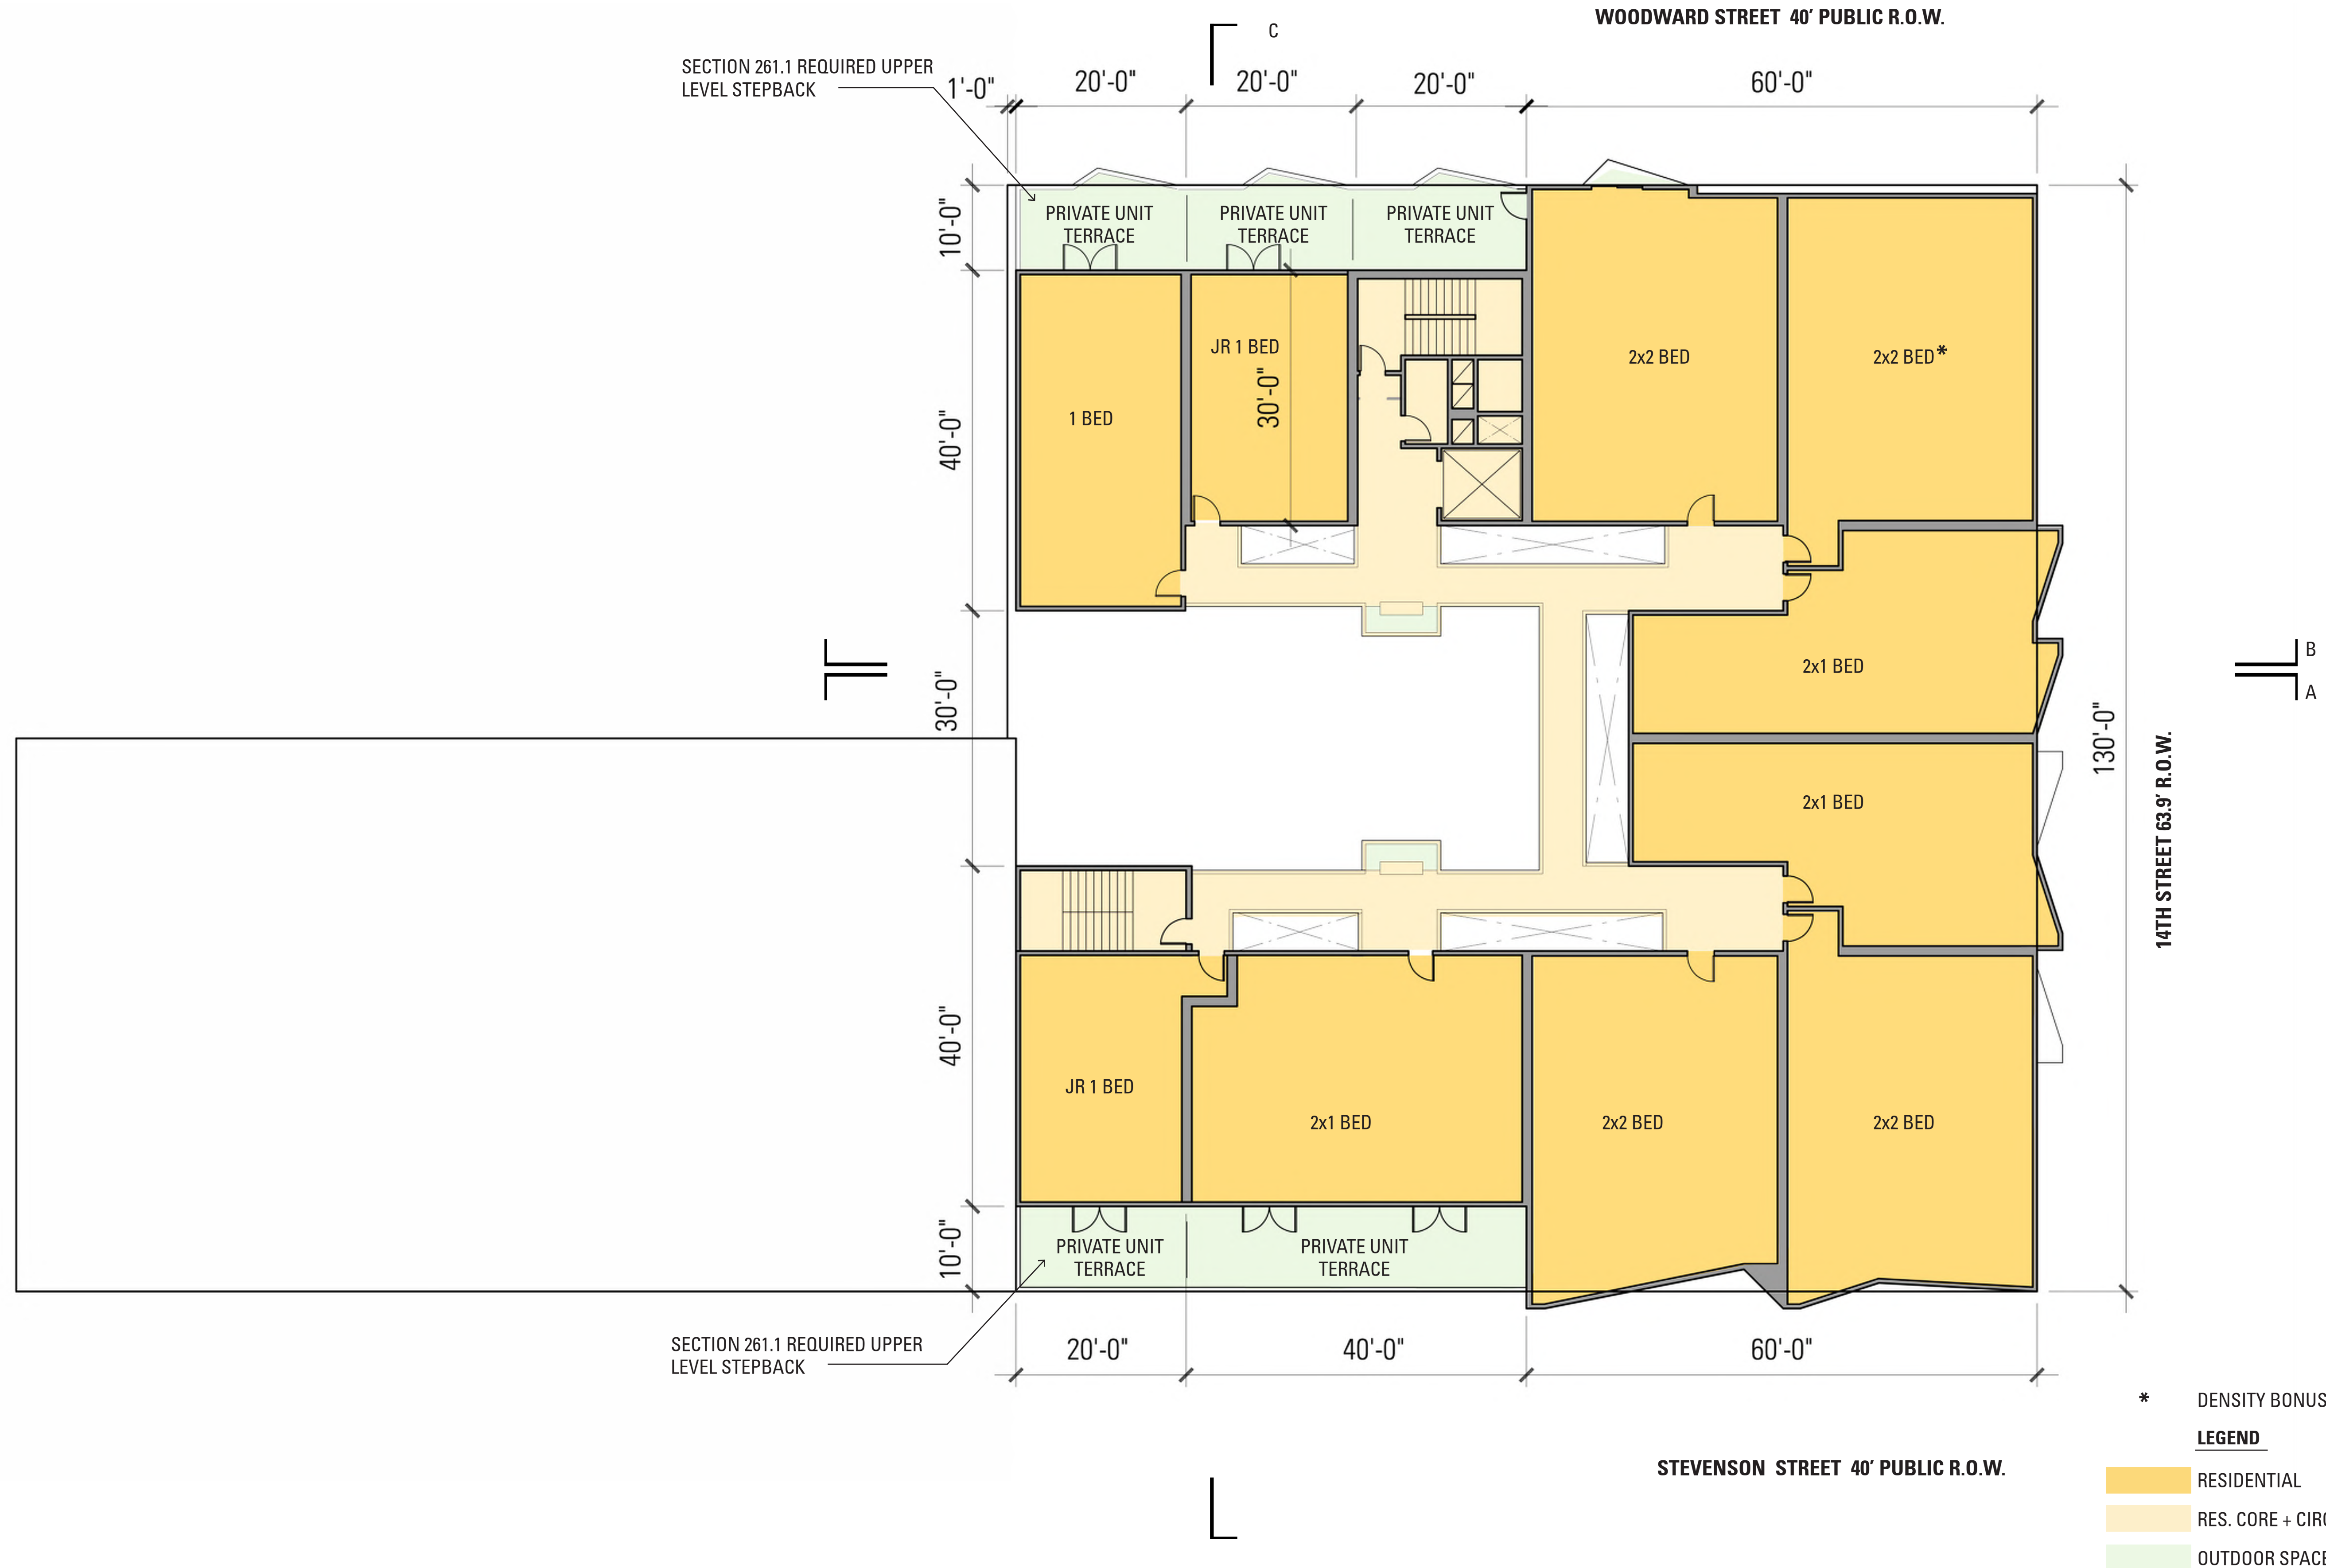 WOODWARD STREET 40' PUBLIC R.O.W.
C
SECTION 261.1 REQUIRED UPPER
LEVEL STEPBACK
1'-0"
20'-0"
20'-0"
20'-0"
60'-0"
10'-0"
PRIVATE UNIT
TERRACE
PRIVATE UNIT
TERRACE
PRIVATE UNIT
TERRACE
40'-0"
1 BED
JR 1 BED
30'-0"
2x2 BED
2x2 BED*
30'-0"
2x1 BED
B
A
130'-0"
14TH STREET 63.9' R.O.W.
2x1 BED
40'-0"
JR 1 BED
2x1 BED
2x2 BED
2x2 BED
10'-0"
PRIVATE UNIT
TERRACE
PRIVATE UNIT
TERRACE
SECTION 261.1 REQUIRED UPPER
LEVEL STEPBACK
20'-0"
40'-0"
60'-0"
* DENSITY BONUS
LEGEND
STEVENSON STREET 40' PUBLIC R.O.W.
RESIDENTIAL
RES. CORE + CIRC
OUTDOOR SPACE